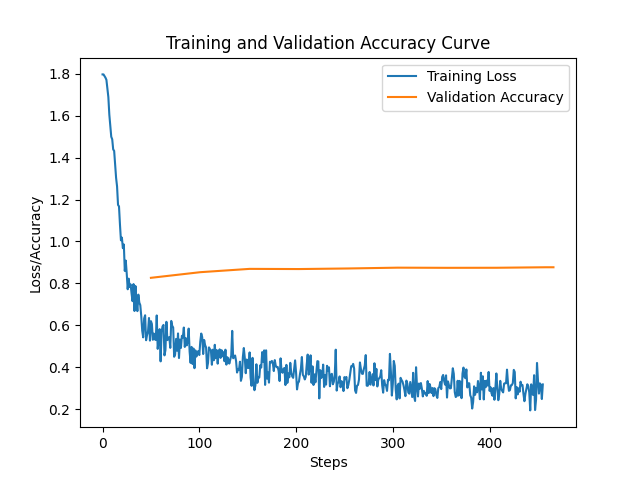 Training and Validation Accuracy Curve
Training Loss
Validation Accuracy
Loss/Accuracy
1.8
1.6
1.4
1.2
1.0
0.8
0.6
0.4
0.2
0
100
200
300
400
Steps